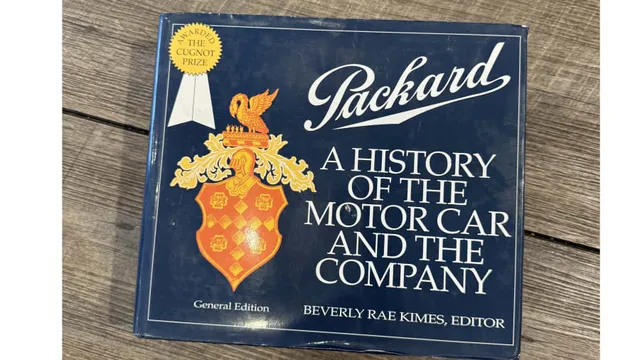 AWARDED
THE
CUGNOT
PRIZE
Packard
A HISTORY
OF THE
MOTOR CAR
AND THE
COMPANY
General Edition
BEVERLY RAE KIMES, EDITOR